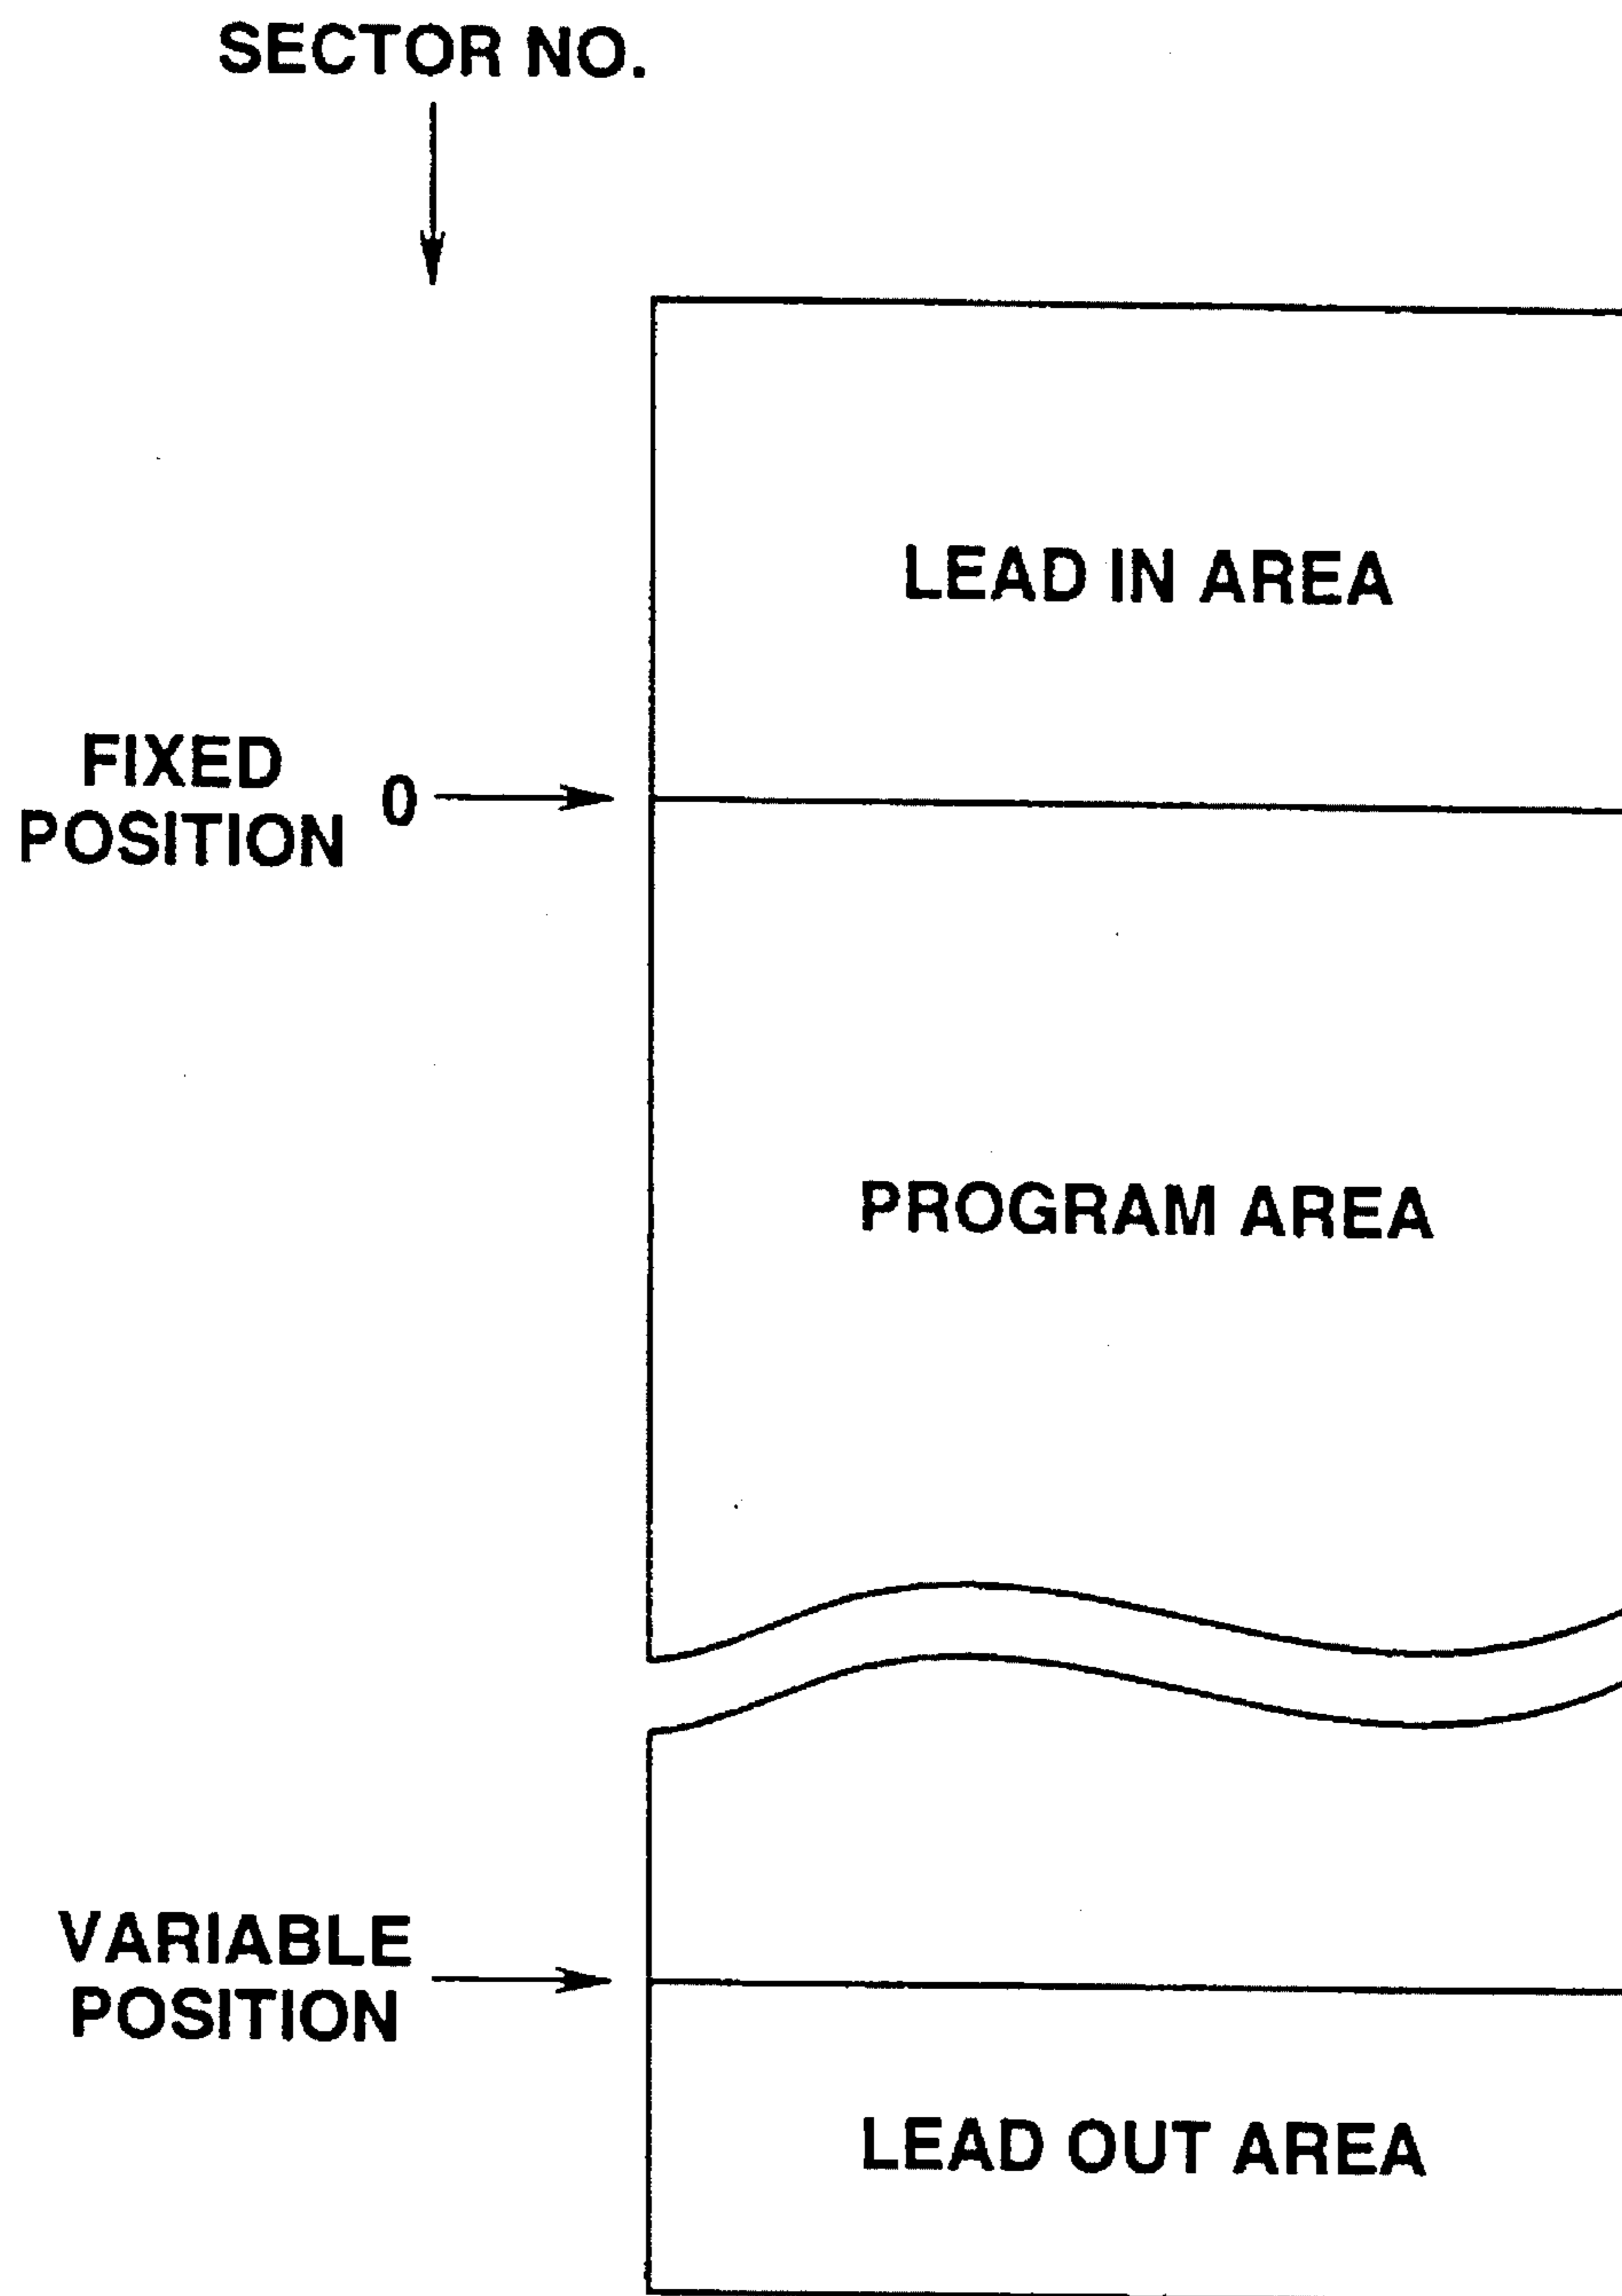 SECTOR NO.
LEAD IN AREA
FIXED
POSITION
0
PROGRAM AREA
VARIABLE
POSITION
LEAD OUT AREA